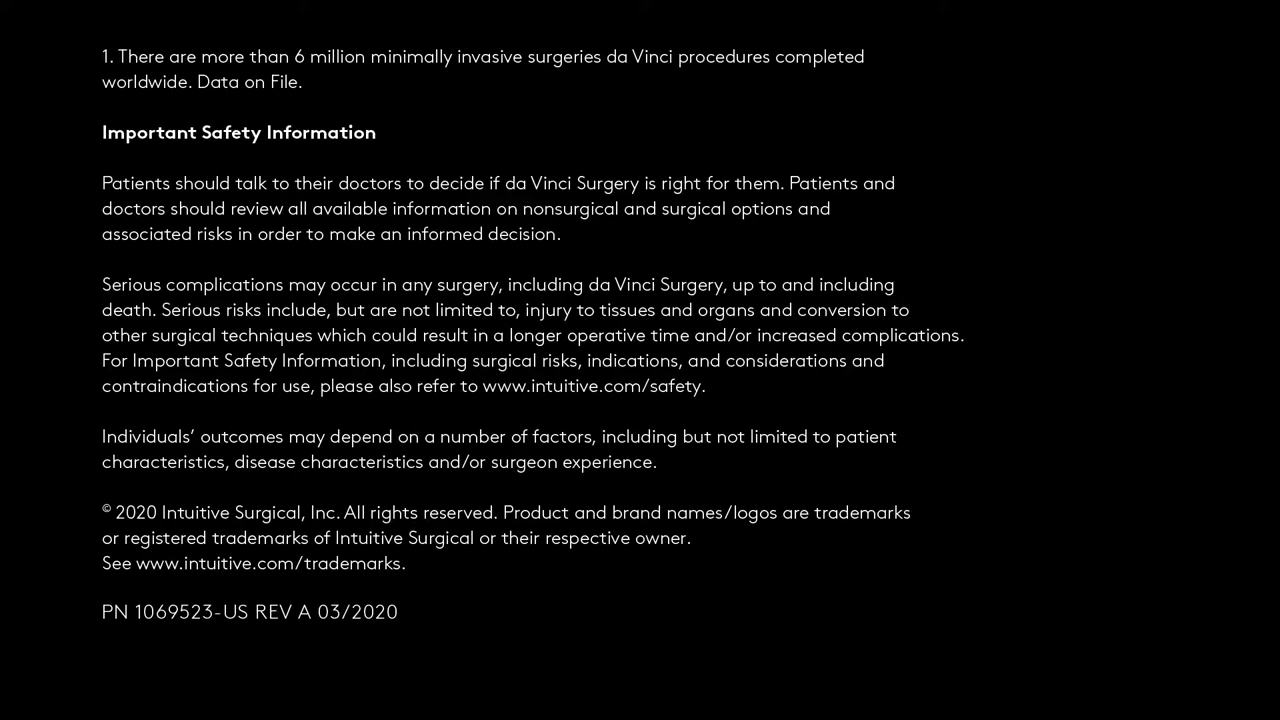 1. There are more than 6 million minimally invasive surgeries da Vinci procedures completed
worldwide. Data on File.
Important Safety Information
Patients should talk to their doctors to decide if da Vinci Surgery is right for them. Patients and
doctors should review all available information on nonsurgical and surgical options and
associated risks in order to make an informed decision.
Serious complications may occur in any surgery, including da Vinci Surgery, up to and including
death. Serious risks include, but are not limited to, injury to tissues and organs and conversion to
other surgical techniques which could result in a longer operative time and/or increased complications.
For Important Safety Information, including surgical risks, indications, and considerations and
contraindications for use, please also refer to www.intuitive.com/safety.
Individuals’ outcomes may depend on a number of factors, including but not limited to patient
characteristics, disease characteristics and/or surgeon experience.
© 2020 Intuitive Surgical, Inc. All rights reserved. Product and brand names/logos are trademarks
or registered trademarks of Intuitive Surgical or their respective owner.
See www.intuitive.com/trademarks.
PN 1069523-US REV A 03/2020